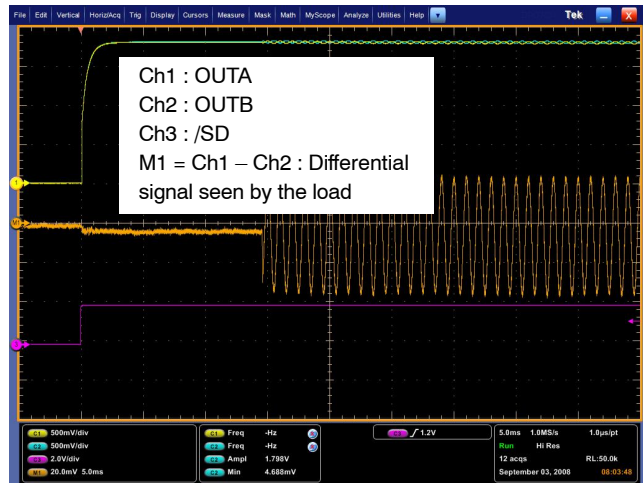 File Edit Vertical Horiz/Acq Trig Display Cursors Measure Mask Math MyScope Analyze Utilities Help Tek
Ch1 : OUTA
Ch2 : OUTB
Ch3 : /SD
M1 = Ch1 – Ch2 : Differential
signal seen by the load
1
M1
C1 500mV/div
C2 500mV/div
C3 2.0V/div
M1 20.0mV 5.0ms
C1 Freq -Hz
C2 Freq -Hz
C2 Ampl 1.798V
C2 Min 4.688mV
C3 1.2V
5.0ms 1.0MS/s 1.0µs/pt
Run Hi Res
12 acqs RL:50.0k
September 03, 2008 08:03:48